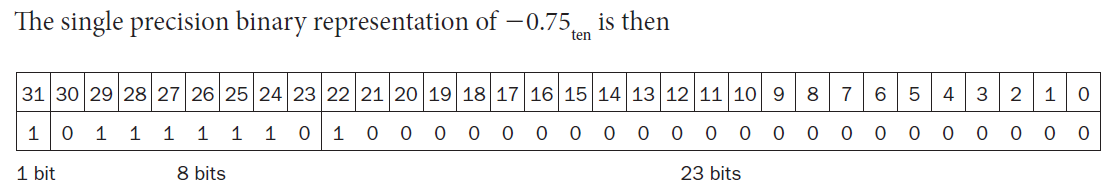 The single precision binary representation of −0.75ten is then
31 30 29 28 27 26 25 24 23 22 21 20 19 18 17 16 15 14 13 12 11 10 9 8 7 6 5 4 3 2 1 0
1 0 1 1 1 1 1 1 0 1 0 0 0 0 0 0 0 0 0 0 0 0 0 0 0 0 0 0 0 0 0 0
1 bit 8 bits 23 bits